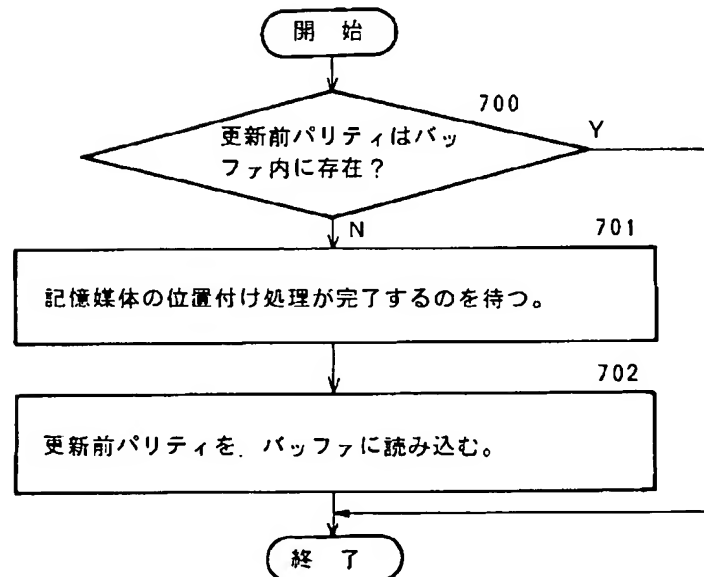 開 始
700
更新前パリティはバッ
ファ内に存在?
Y
N
701
記憶媒体の位置付け処理が完了するのを待つ。
702
更新前パリティを、バッファに読み込む。
終 了